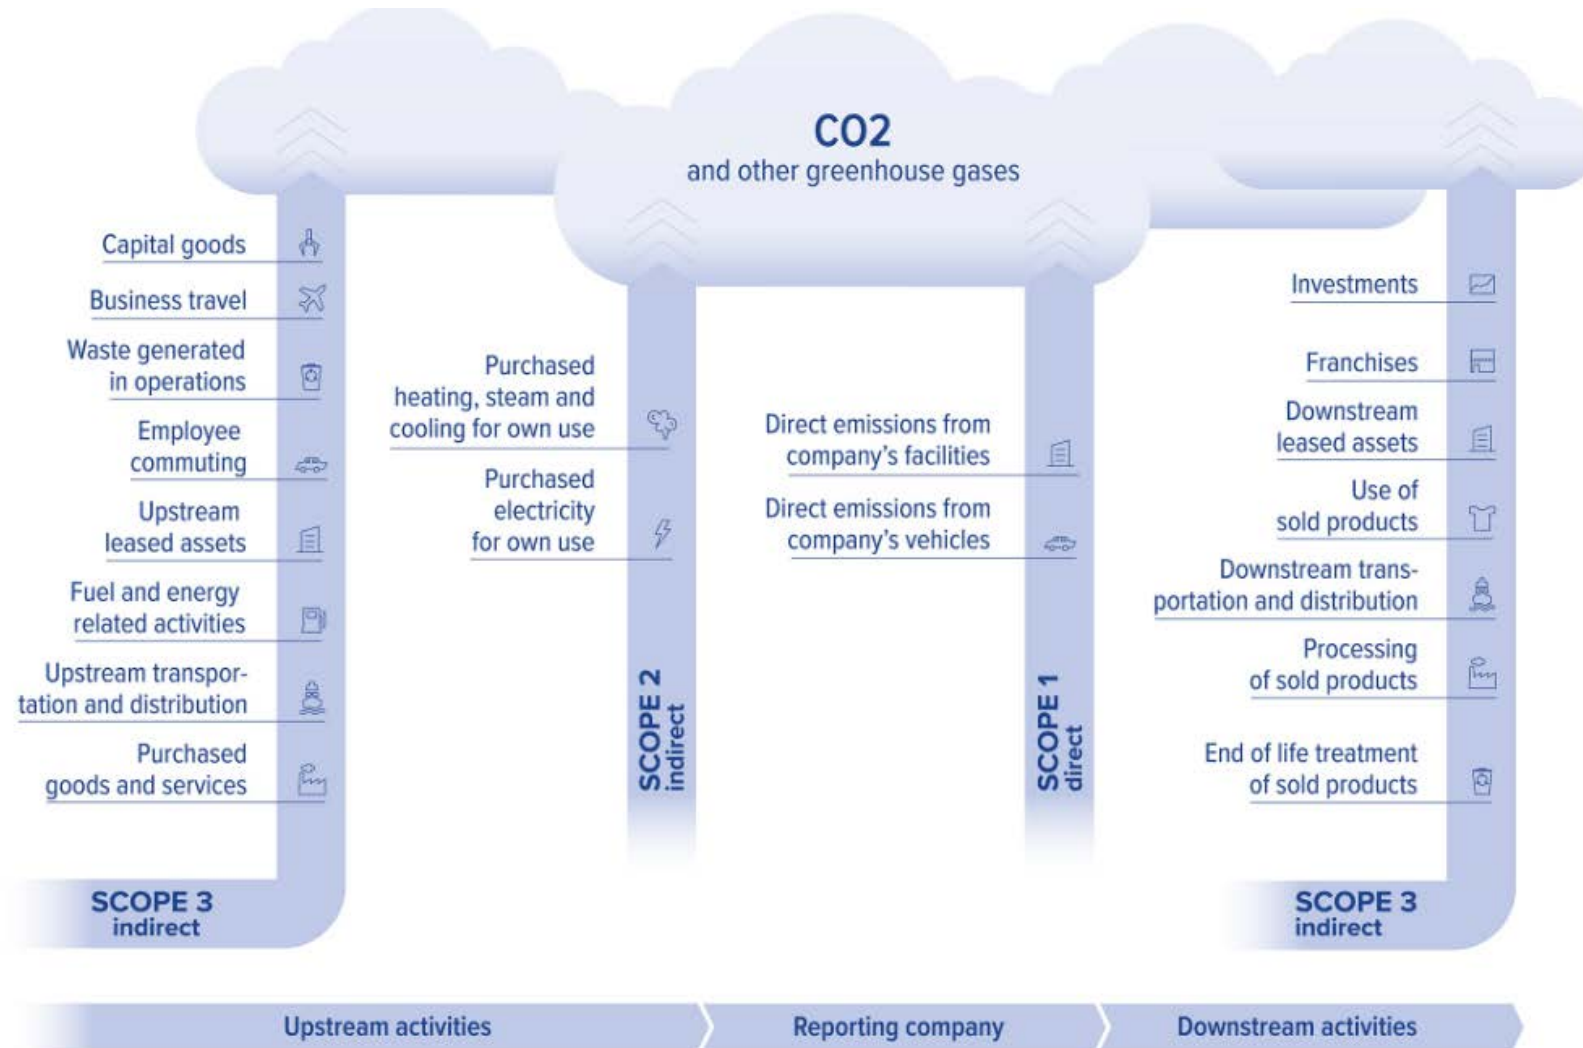 CO2
and other greenhouse gases
Capital goods
Business travel
Waste generated
in operations
Employee
commuting
Upstream
leased assets
Fuel and energy
related activities
Upstream transpor-
tation and distribution
Purchased
goods and services
SCOPE 3
indirect
Purchased
heating, steam and
cooling for own use
Purchased
electricity
for own use
SCOPE 2
indirect
Direct emissions from
company's facilities
Direct emissions from
company's vehicles
SCOPE 1
direct
Investments
Franchises
Downstream
leased assets
Use of
sold products
Downstream trans-
portation and distribution
Processing
of sold products
End of life treatment
of sold products
SCOPE 3
indirect
Upstream activities
Reporting company
Downstream activities